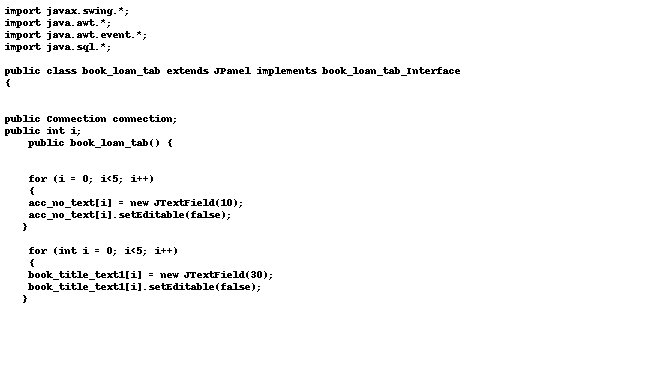 import javax.swing.*;
import java.awt.*;
import java.awt.event.*;
import java.sql.*;
public class book_loan_tab extends JPanel implements book_loan_tab_Interface
{
public Connection connection;
public int i;
public book_loan_tab() {
for (i = 0; i<5; i++)
{
acc_no_text[i] = new JTextField(10);
acc_no_text[i].setEditable(false);
}
for (int i = 0; i<5; i++)
{
book_title_text1[i] = new JTextField(30);
book_title_text1[i].setEditable(false);
}